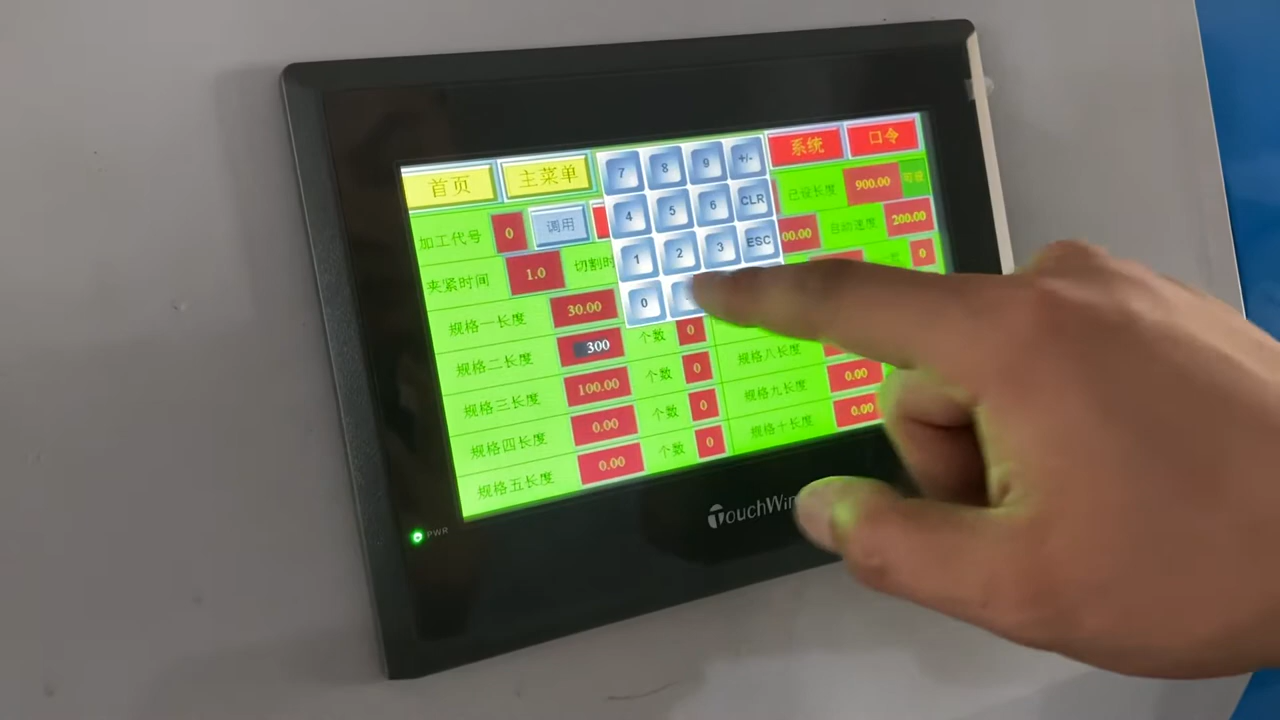 首页 主菜单 7 8 9 +/- 系统 口令
4 5 6 CLR 已设长度 900.00
加工代号 0 调用 1 2 3 ESC 00.00 自动速度 200.00
夹紧时间 1.0 切割时 0 0
规格一长度 30.00
规格二长度 300 个数 0 规格八长度
规格三长度 100.00 个数 0 规格九长度 0.00
规格四长度 0.00 个数 0 规格十长度 0.00
规格五长度 0.00 个数 0
TouchWin
PWR